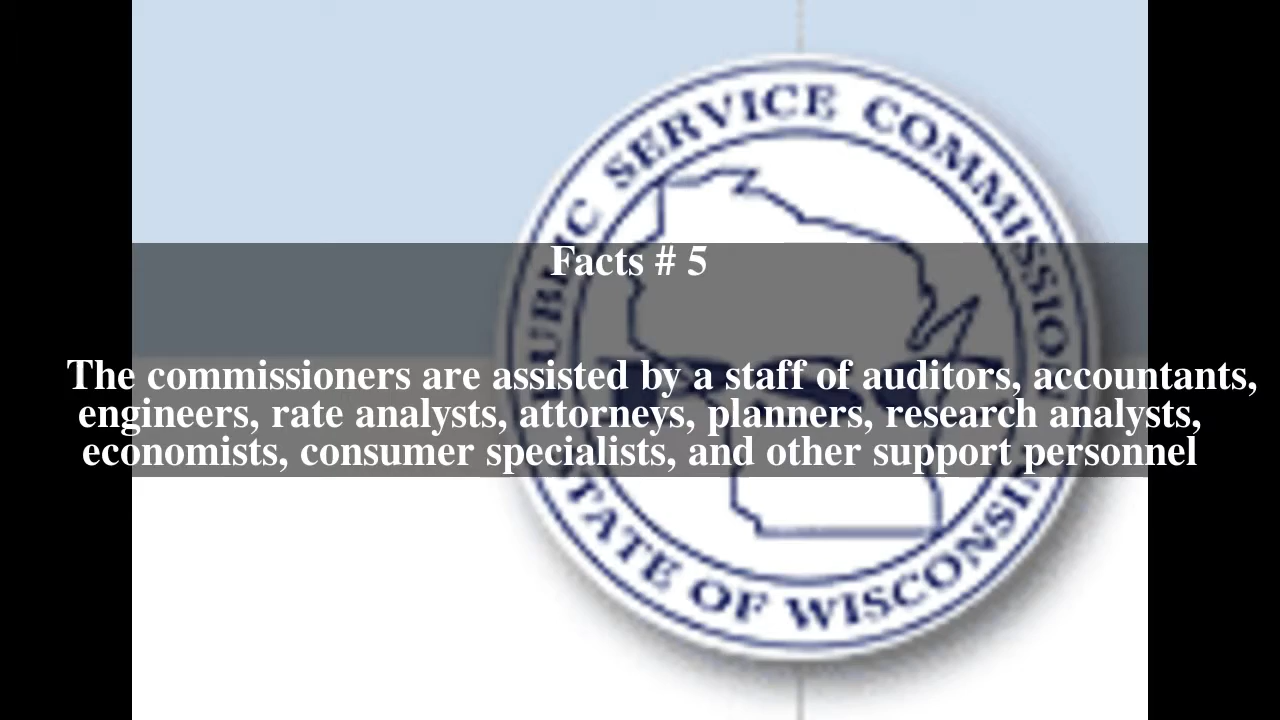 PUBLIC SERVICE COMMISSION
Facts # 5
The commissioners are assisted by a staff of auditors, accountants,
engineers, rate analysts, attorneys, planners, research analysts,
economists, consumer specialists, and other support personnel
STATE OF WISCONSIN